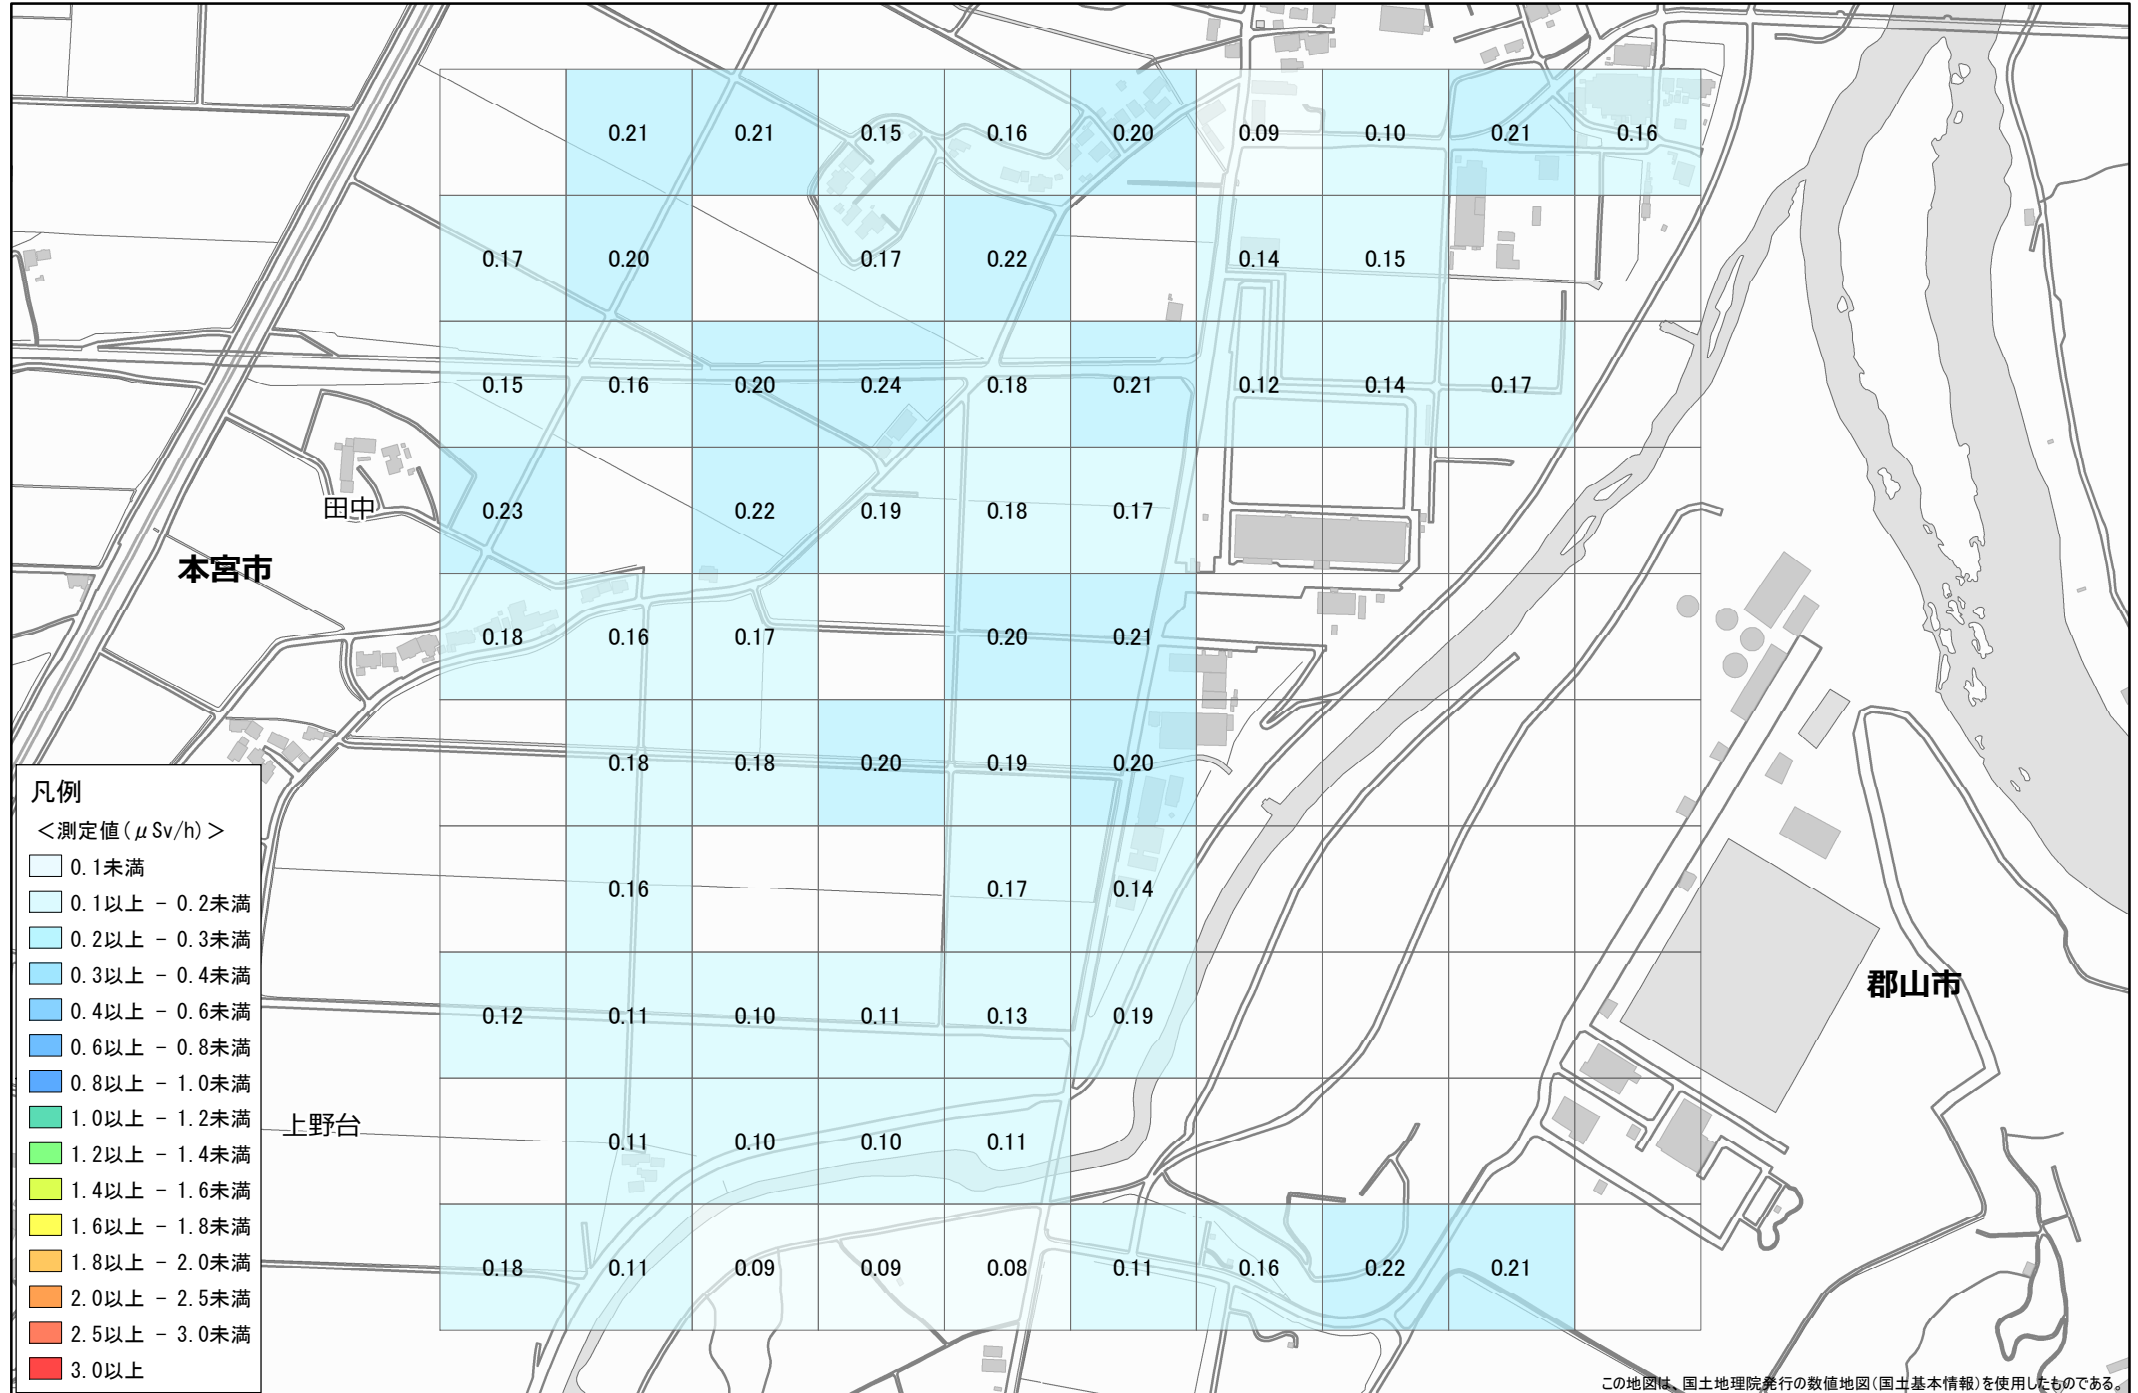 0.21 0.21 0.15 0.16 0.20 0.09 0.10 0.21 0.16
0.17 0.20 0.17 0.22 0.14 0.15
0.15 0.16 0.20 0.24 0.18 0.21 0.12 0.14 0.17
田中
0.23 0.22 0.19 0.18 0.17
本宮市
0.18 0.16 0.17 0.20 0.21
0.18 0.18 0.20 0.19 0.20
0.16 0.17 0.14
郡山市
0.12 0.11 0.10 0.11 0.13 0.19
上野台
0.11 0.10 0.10 0.11
0.18 0.11 0.09 0.09 0.08 0.11 0.16 0.22 0.21
凡例
＜測定値(μSv/h)＞
0.1未満
0.1以上 - 0.2未満
0.2以上 - 0.3未満
0.3以上 - 0.4未満
0.4以上 - 0.6未満
0.6以上 - 0.8未満
0.8以上 - 1.0未満
1.0以上 - 1.2未満
1.2以上 - 1.4未満
1.4以上 - 1.6未満
1.6以上 - 1.8未満
1.8以上 - 2.0未満
2.0以上 - 2.5未満
2.5以上 - 3.0未満
3.0以上
この地図は、国土地理院発行の数値地図(国土基本情報)を使用したものである。